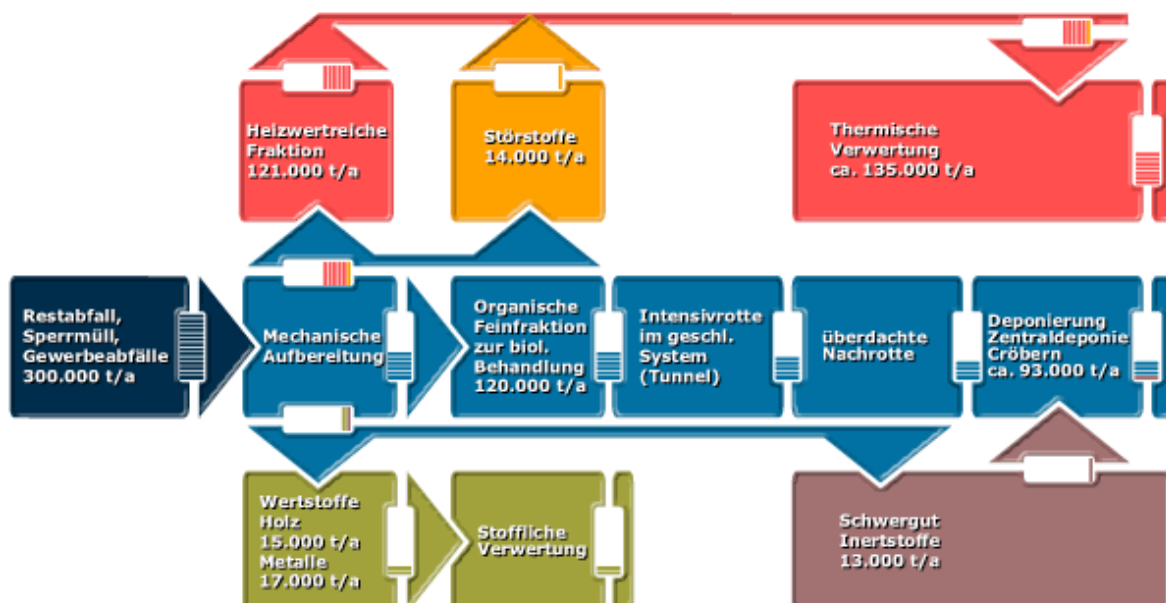 Heizwertreiche
Fraktion
121.000 t/a
Störstoffe
14.000 t/a
Thermische
Verwertung
ca. 135.000 t/a
Restabfall,
Sperrmüll,
Gewerbeabfälle
300.000 t/a
Mechanische
Aufbereitung
Organische
Feinfraktion
zur biol.
Behandlung
120.000 t/a
Intensivrotte
im geschl.
System
(Tunnel)
überdachte
Nachrotte
Deponierung
Zentraldeponie
Cröbern
ca. 93.000 t/a
Wertstoffe
Holz
15.000 t/a
Metalle
17.000 t/a
Stoffliche
Verwertung
Schwergut
Inertstoffe
13.000 t/a